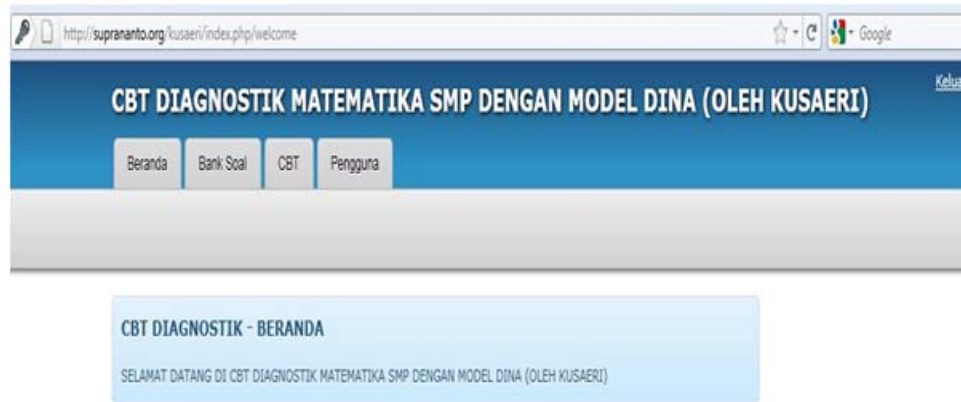 http://suprananto.org/kusaeri/index.php/welcome
Google
Kelua
CBT DIAGNOSTIK MATEMATIKA SMP DENGAN MODEL DINA (OLEH KUSAERI)
Beranda Bank Soal CBT Pengguna
CBT DIAGNOSTIK - BERANDA
SELAMAT DATANG DI CBT DIAGNOSTIK MATEMATIKA SMP DENGAN MODEL DINA (OLEH KUSAERI)